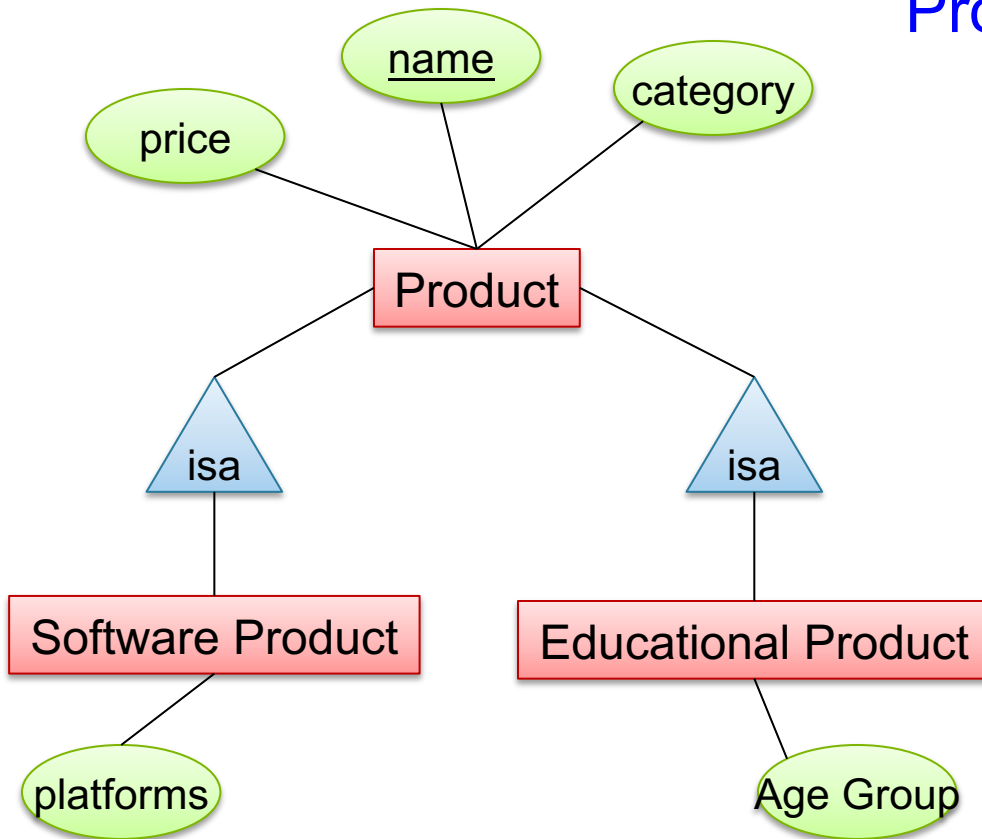 name
category
price
Product
isa
isa
Software Product
Educational Product
platforms
Age Group